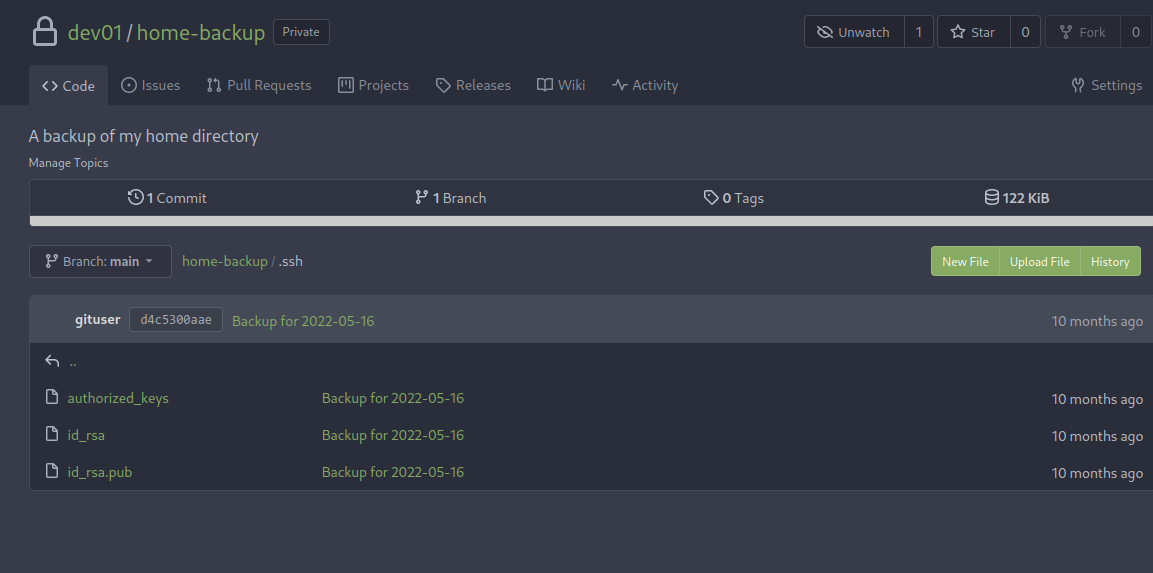 dev01 / home-backup Private Unwatch 1 Star 0 Fork 0
Code Issues Pull Requests Projects Releases Wiki Activity Settings
A backup of my home directory
Manage Topics
1 Commit 1 Branch 0 Tags 122 KiB
Branch: main home-backup / .ssh New File Upload File History
gituser d4c5300aae Backup for 2022-05-16 10 months ago
..
authorized_keys Backup for 2022-05-16 10 months ago
id_rsa Backup for 2022-05-16 10 months ago
id_rsa.pub Backup for 2022-05-16 10 months ago